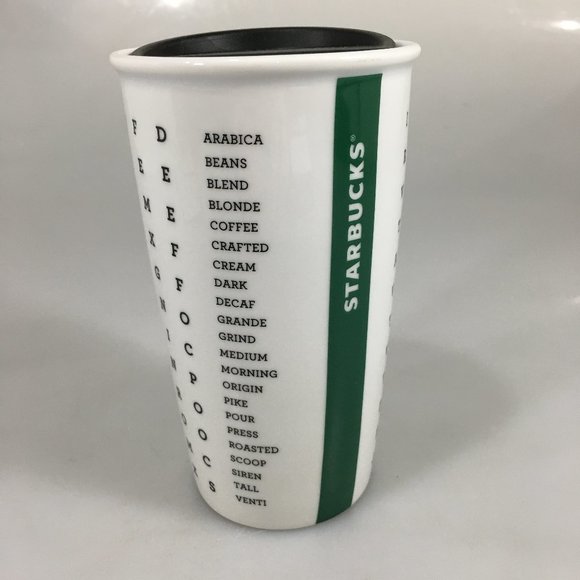 ARABICA
BEANS
BLEND
BLONDE
COFFEE
CRAFTED
CREAM
DARK
DECAF
GRANDE
GRIND
MEDIUM
MORNING
ORIGIN
PIKE
POUR
PRESS
ROASTED
SCOOP
SIREN
TALL
VENTI
STARBUCKS®
F D
E E
M E
X F
G F
N O
I C
N P
R O
O O
M C
S